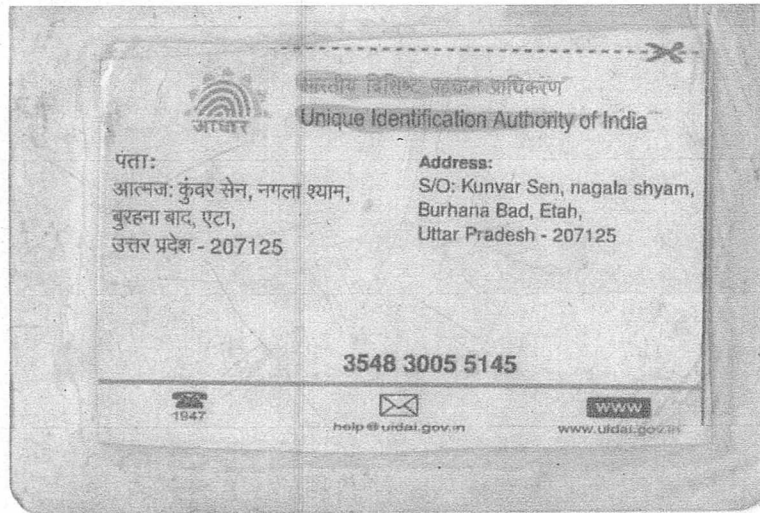 भारतीय विशिष्ट पहचान प्राधिकरण
आधार
Unique Identification Authority of India
पता:
आत्मज: कुंवर सेन, नगला श्याम,
बुरहना बाद, एटा,
उत्तर प्रदेश - 207125
Address:
S/O: Kunvar Sen, nagala shyam,
Burhana Bad, Etah,
Uttar Pradesh - 207125
3548 3005 5145
1947
help@uidai.gov.in
www
www.uidai.gov.in